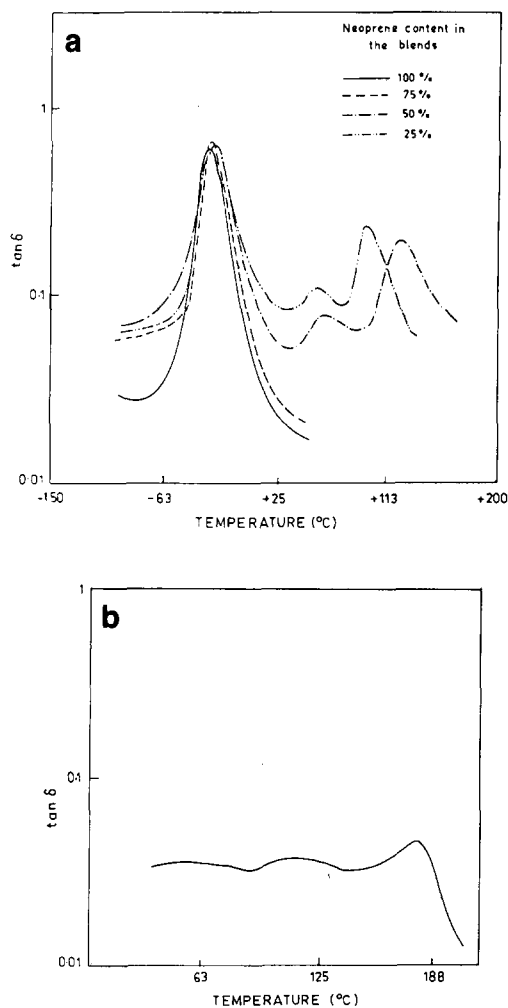 a
Neoprene content in
the blends
100 %
75 %
50 %
25 %
1
0·1
0·01
tan δ
-150
-63
+25
+113
+200
TEMPERATURE (°C)
b
1
0·1
0·01
tan δ
63
125
188
TEMPERATURE (°C)